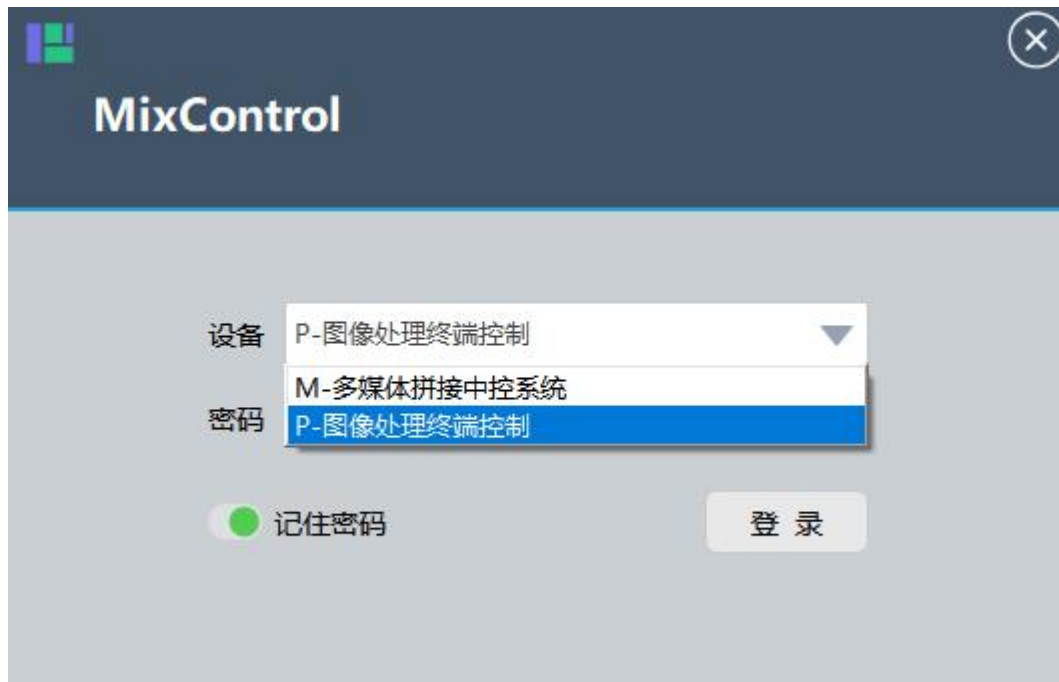 MixControl
设备 P-图像处理终端控制
M-多媒体拼接中控系统
密码 P-图像处理终端控制
记住密码 登 录